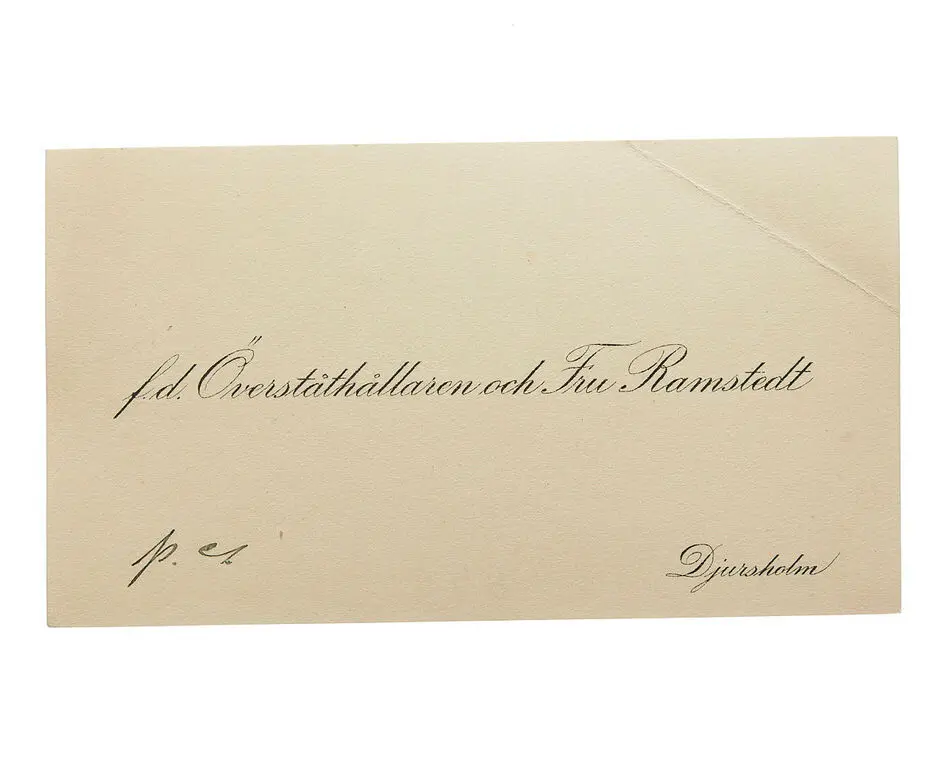 f.d. Överståthållaren och Fru Ramstedt
p. c.
Djursholm